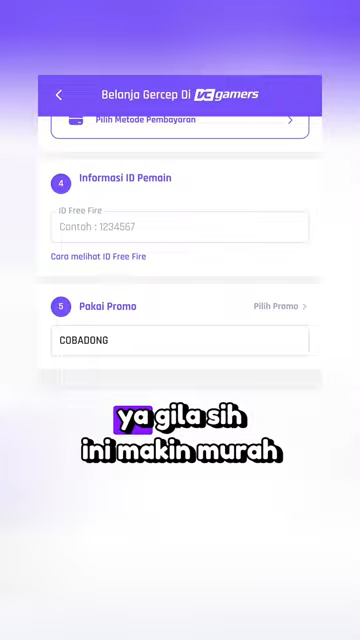 Belanja Gercep Di VCgamers
Pilih Metode Pembayaran
4 Informasi ID Pemain
ID Free Fire
Contoh : 1234567
Cara melihat ID Free Fire
5 Pakai Promo Pilih Promo
COBADONG
ya gila sih
ini makin murah